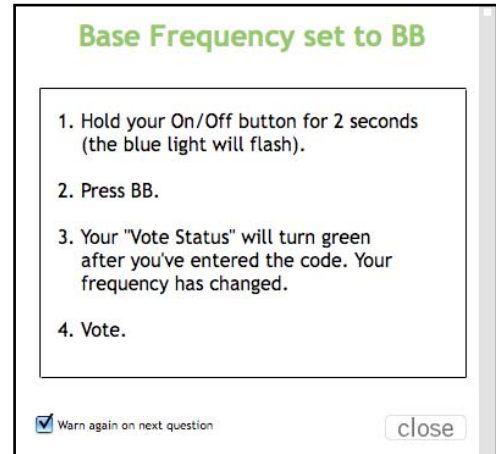 Base Frequency set to BB
1. Hold your On/Off button for 2 seconds
(the blue light will flash).
2. Press BB.
3. Your "Vote Status" will turn green
after you've entered the code. Your
frequency has changed.
4. Vote.
Warn again on next question
close